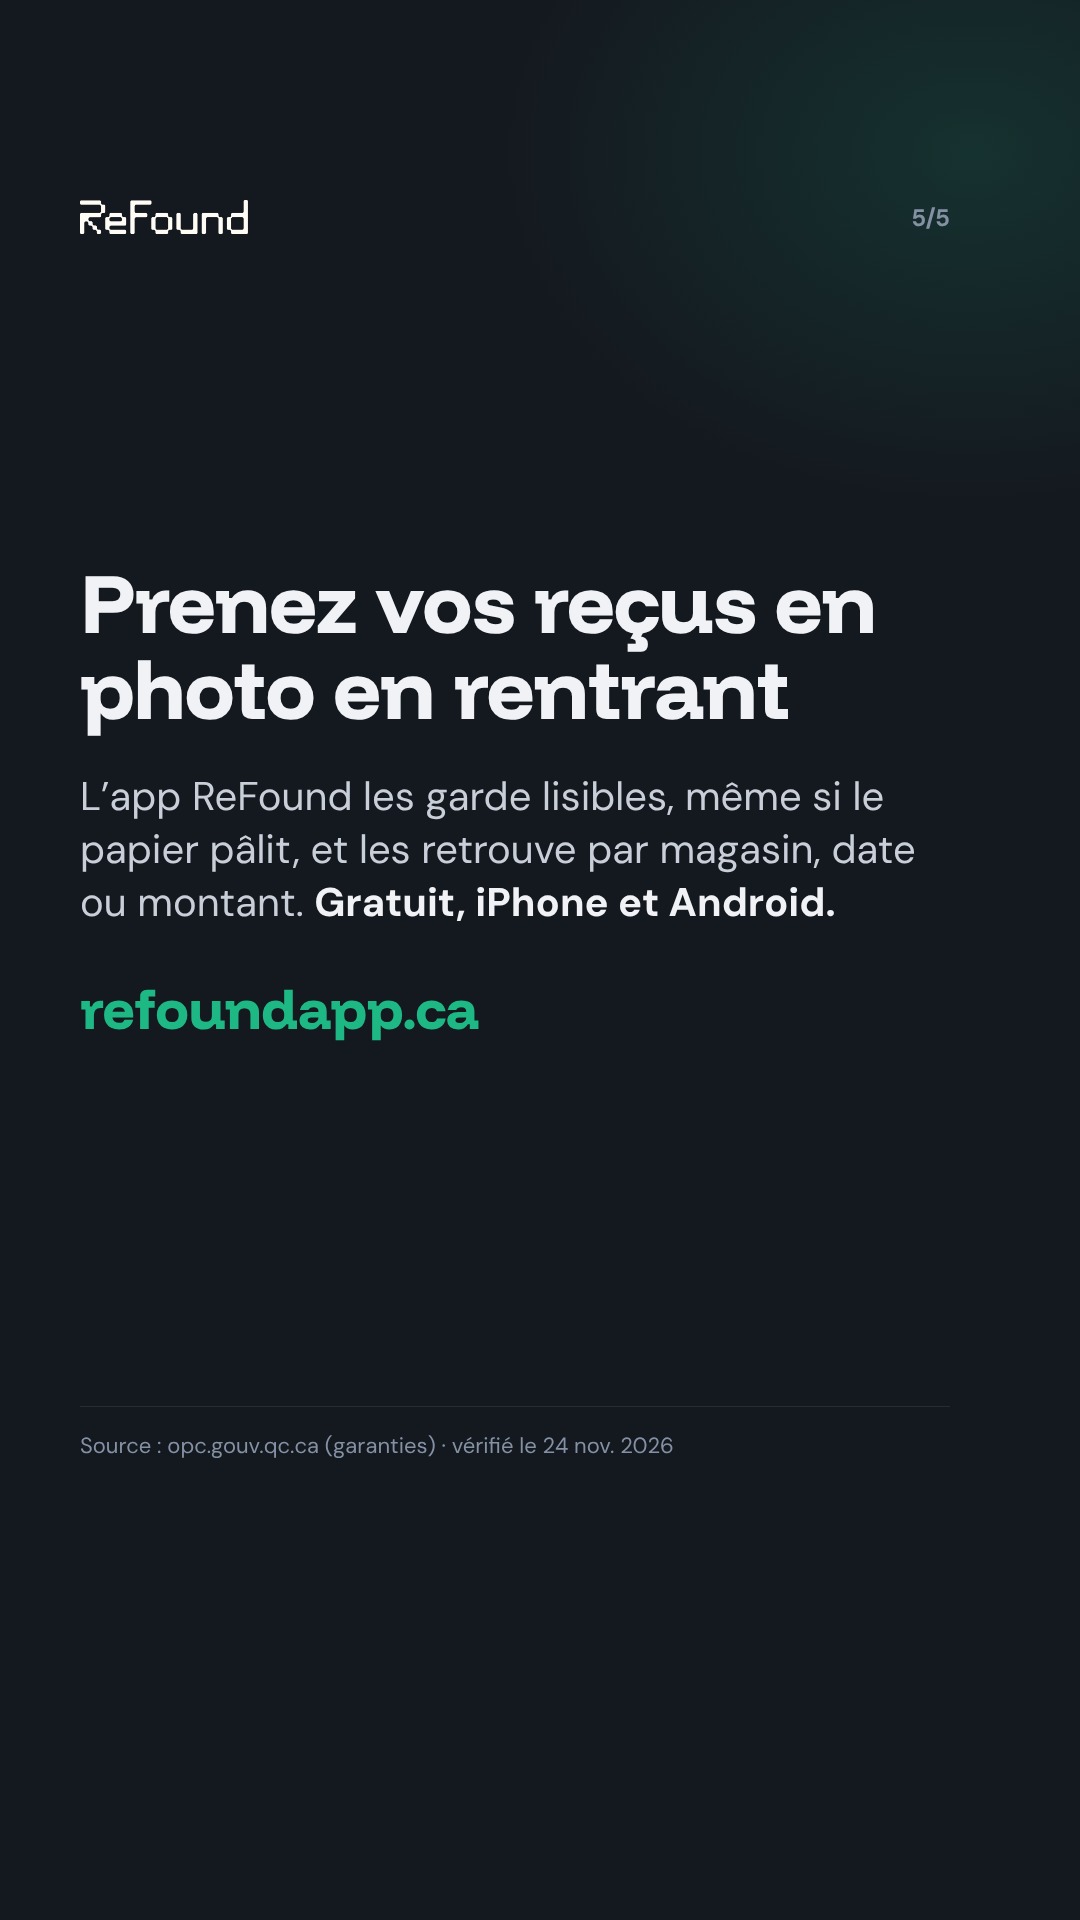 ReFound
5/5
Prenez vos reçus en
photo en rentrant
L’app ReFound les garde lisibles, même si le
papier pâlit, et les retrouve par magasin, date
ou montant. Gratuit, iPhone et Android.
refoundapp.ca
Source : opc.gouv.qc.ca (garanties) · vérifié le 24 nov. 2026